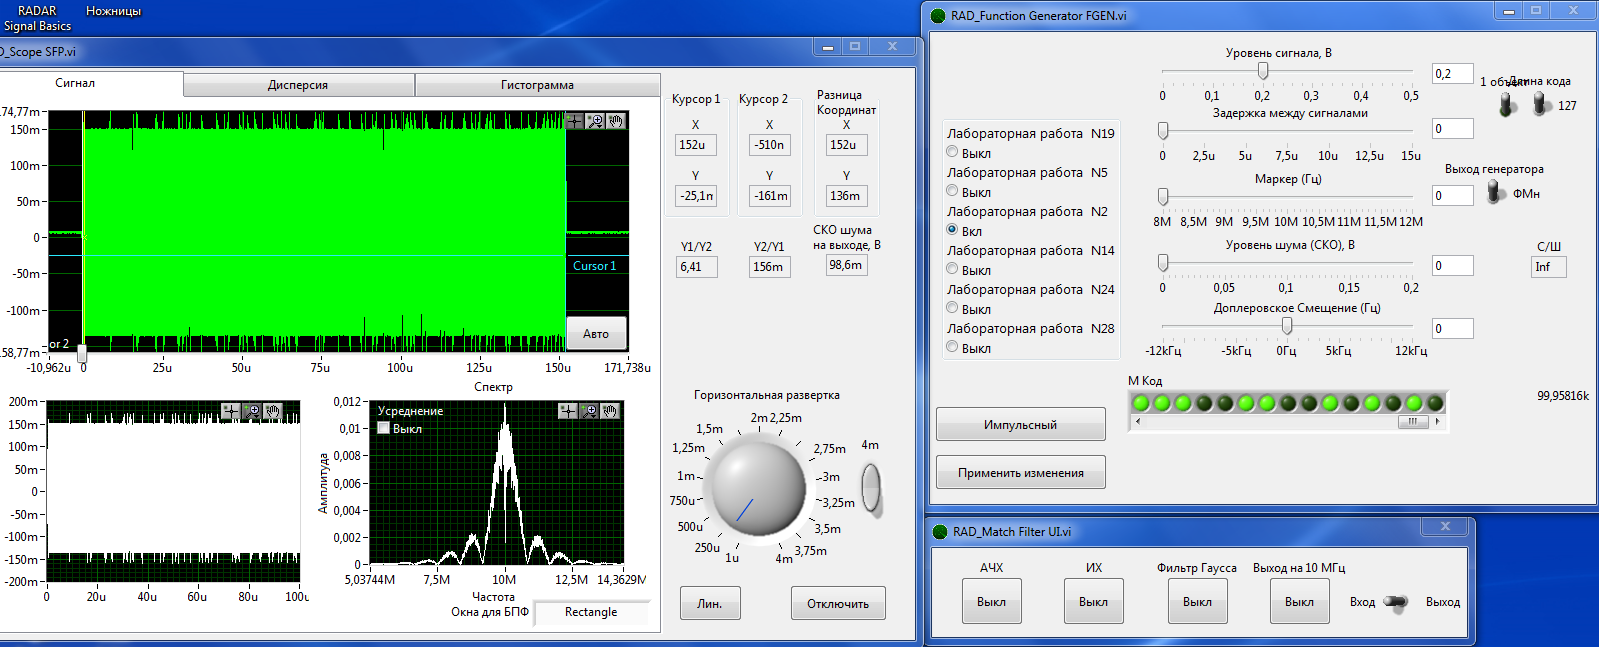 RADAR
Signal Basics
Ножницы
D_Scope SFP.vi
Сигнал
Дисперсия
Гистограмма
174,77m
150m
100m
50m
0
-50m
-100m
158,77m
Cursor 1
or 2
Авто
-10,962u
0
25u
50u
75u
100u
125u
150u
171,738u
Спектр
200m
150m
100m
50m
0
-50m
-100m
-150m
-200m
0
20u
40u
60u
80u
100u
Усреднение
Выкл
Амплитуда
0,012
0,01
0,008
0,006
0,004
0,002
0
5,03744M
7,5M
10M
12,5M
14,3629M
Частота
Окна для БПФ
Rectangle
Курсор 1
X
152u
Y
-25,1m
Курсор 2
X
-510n
Y
-161m
Разница
Координат
X
152u
Y
136m
Y1/Y2
6,41
Y2/Y1
156m
СКО шума
на выходе, В
98,6m
Горизонтальная развертка
1u
250u
500u
750u
1m
1,25m
1,5m
2m
2,25m
2,75m
3m
3,25m
3,5m
3,75m
4m
4m
Лин.
Отключить
RAD_Function Generator FGEN.vi
Лабораторная работа N19
Выкл
Лабораторная работа N5
Выкл
Лабораторная работа N2
Вкл
Лабораторная работа N14
Выкл
Лабораторная работа N24
Выкл
Лабораторная работа N28
Выкл
Импульсный
Применить изменения
Уровень сигнала, В
0
0,1
0,2
0,3
0,4
0,5
0,2
Задержка между сигналами
0
2,5u
5u
7,5u
10u
12,5u
15u
0
Маркер (Гц)
8M
8,5M
9M
9,5M
10M
10,5M
11M
11,5M
12M
0
Уровень шума (СКО), В
0
0,05
0,1
0,15
0,2
0
Доплеровское Смещение (Гц)
-12кГц
-5кГц
0Гц
5кГц
12кГц
0
1 объект
Длина кода
127
Выход генератора
ФМн
С/Ш
Inf
М Код
99,95816k
RAD_Match Filter UI.vi
АЧХ
Выкл
ИХ
Выкл
Фильтр Гаусса
Выкл
Выход на 10 МГц
Выкл
Вход
Выход